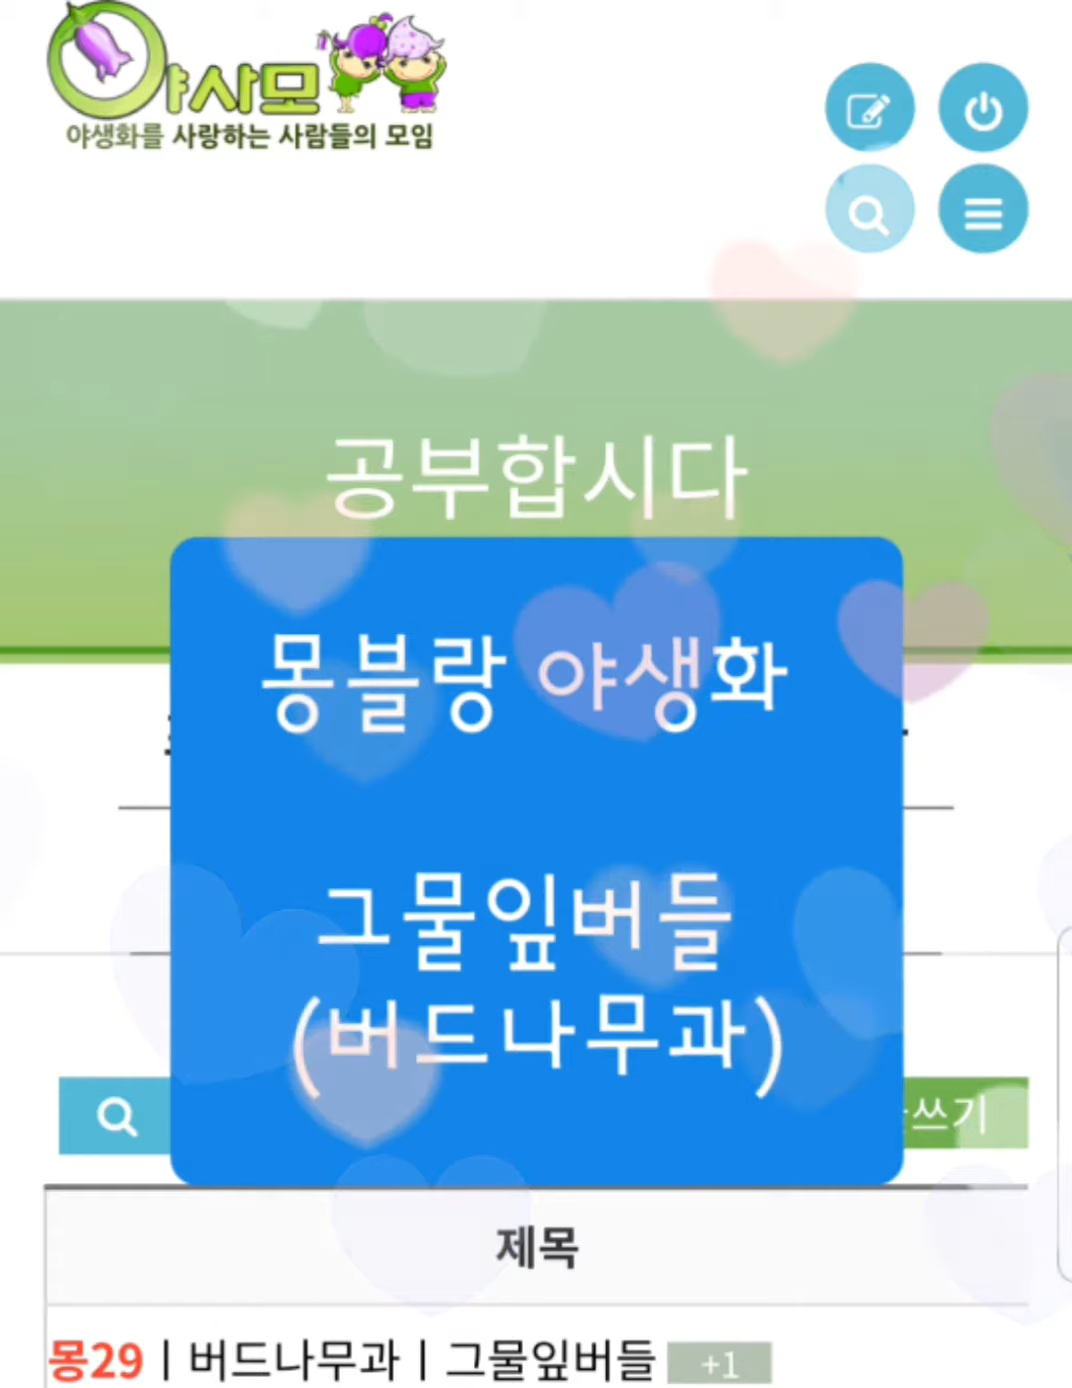 야사모
야생화를 사랑하는 사람들의 모임
공부합시다
몽블랑 야생화
그물잎버들
(버드나무과)
쓰기
제목
몽29 | 버드나무과 | 그물잎버들 +1